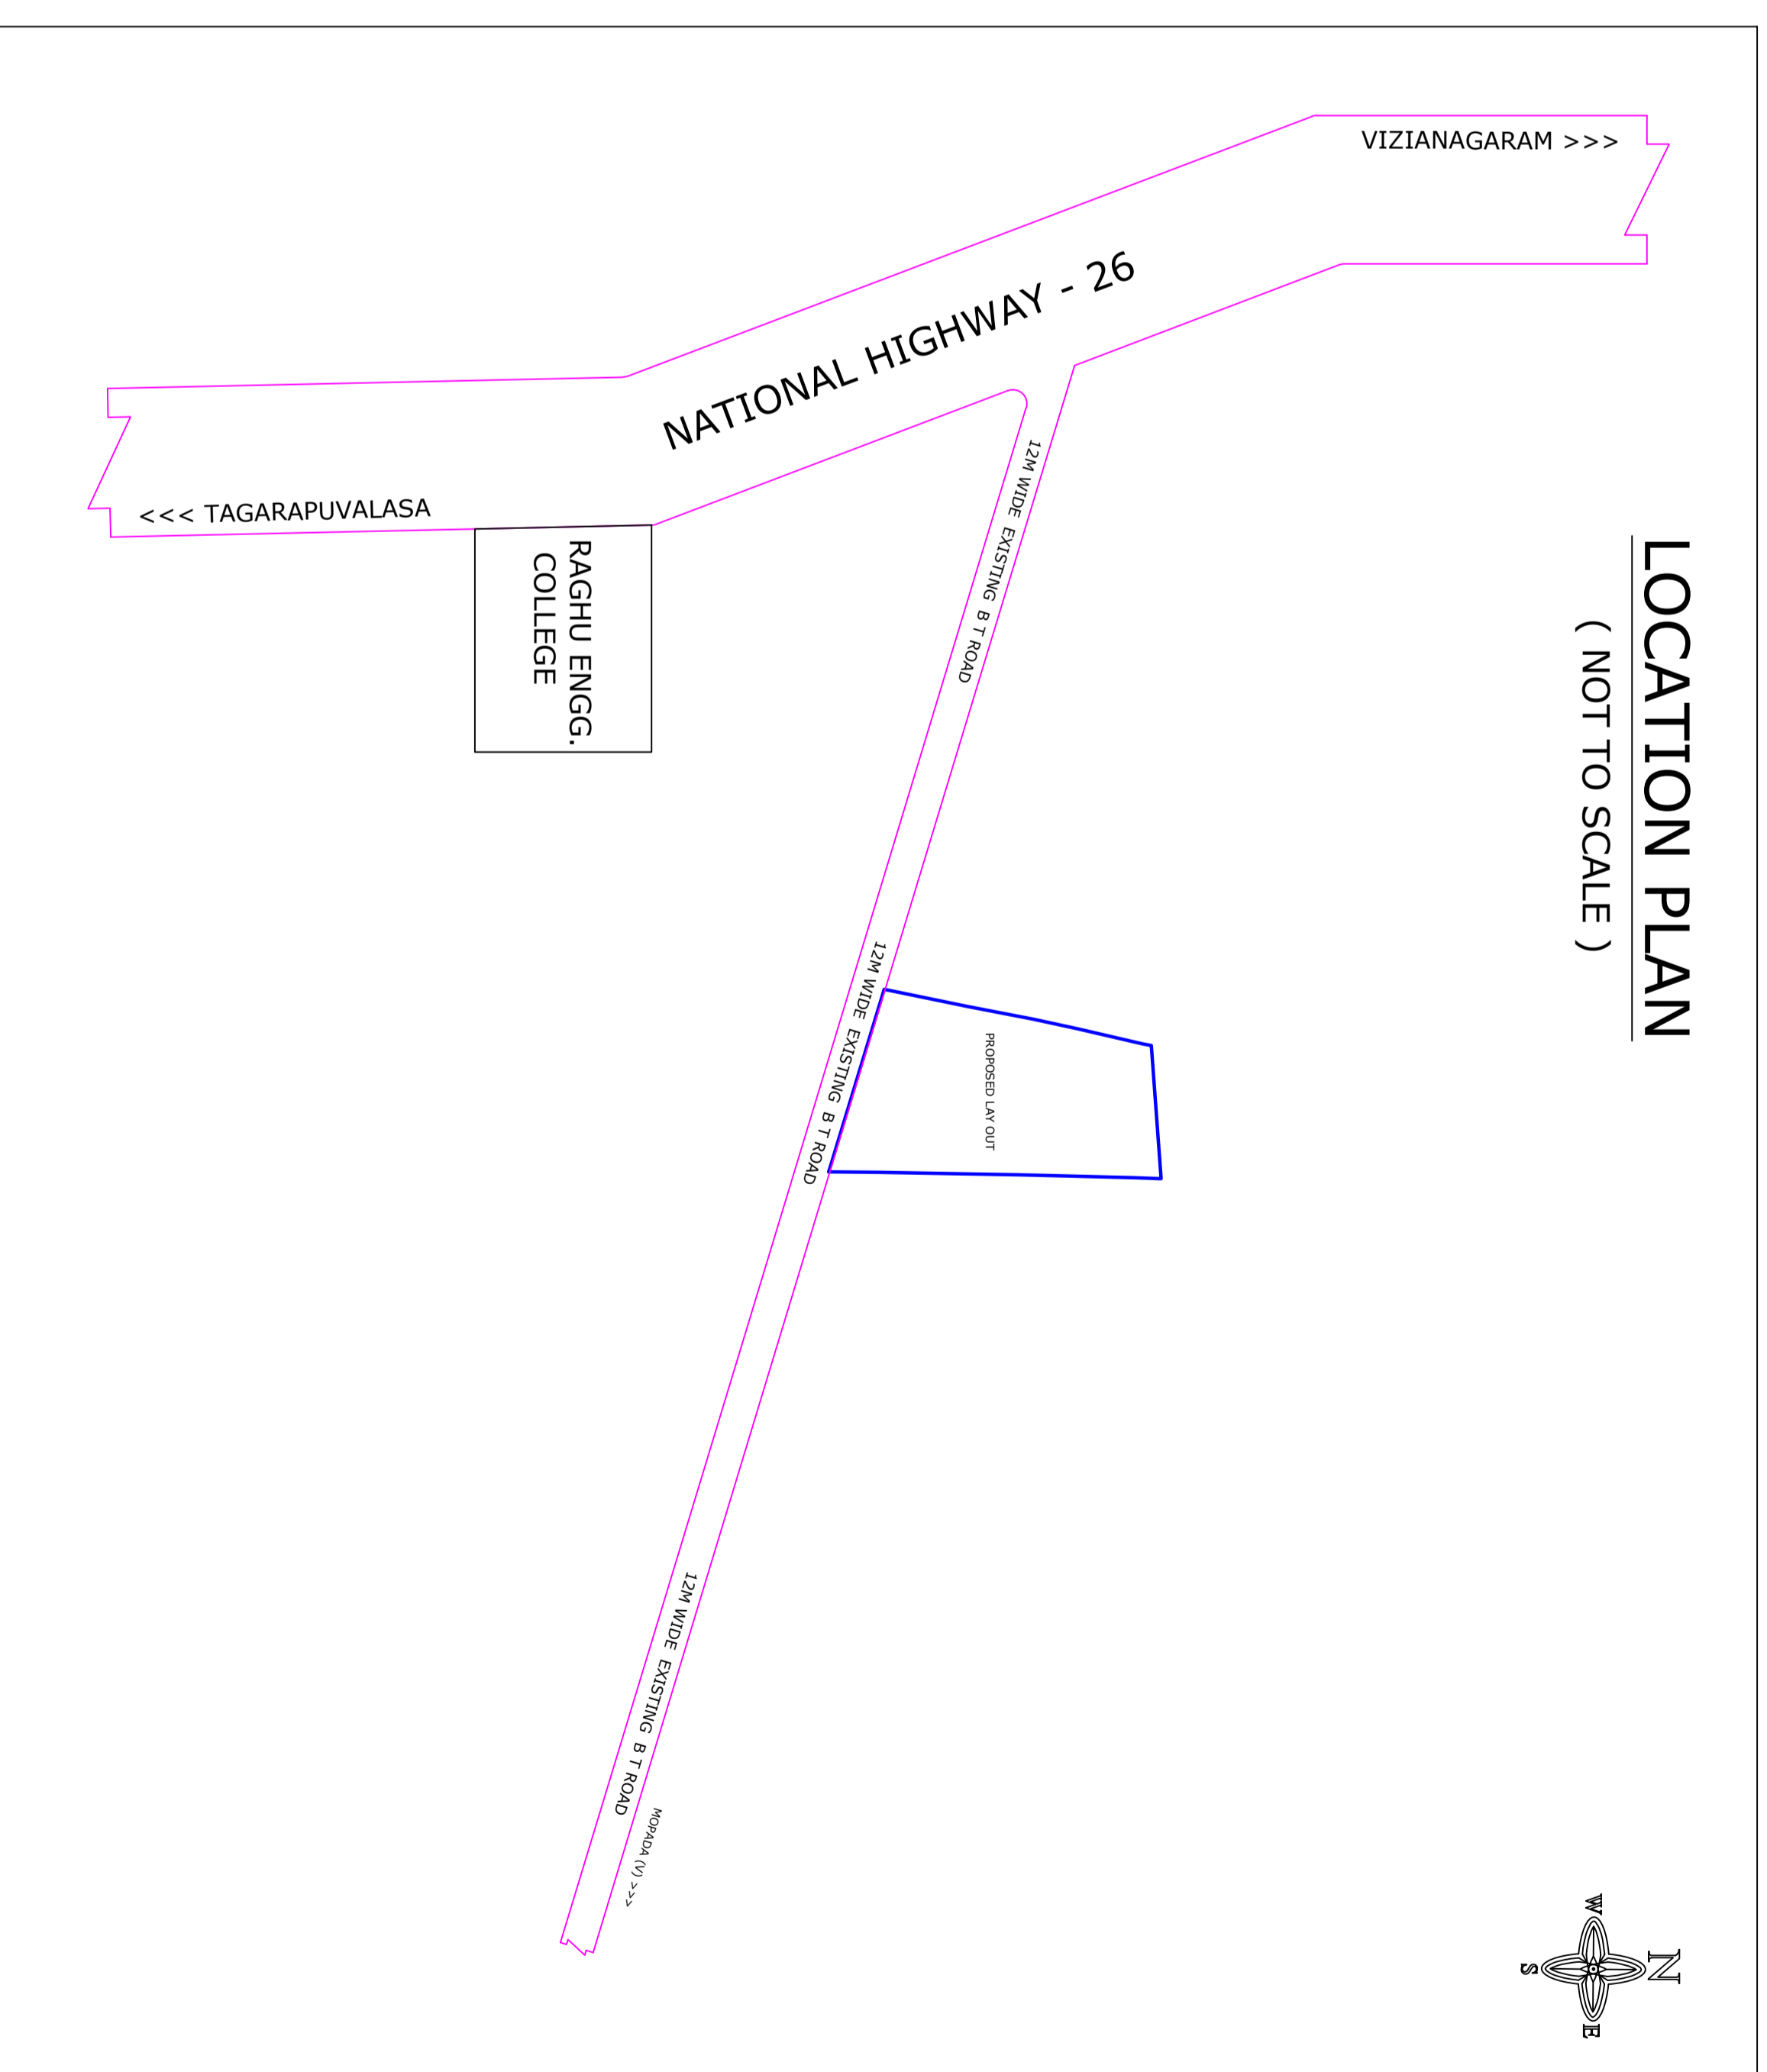 LOCATION PLAN
( NOT TO SCALE )
VIZIANAGARAM >>>
NATIONAL HIGHWAY - 26
<<< TAGARAPUVALASA
RAGHU ENGG.
COLLEGE
12M WIDE EXISTING B T ROAD
12M WIDE EXISTING B T ROAD
PROPOSED LAY OUT
12M WIDE EXISTING B T ROAD
MOPADA (V) >>>
N
W
E
S